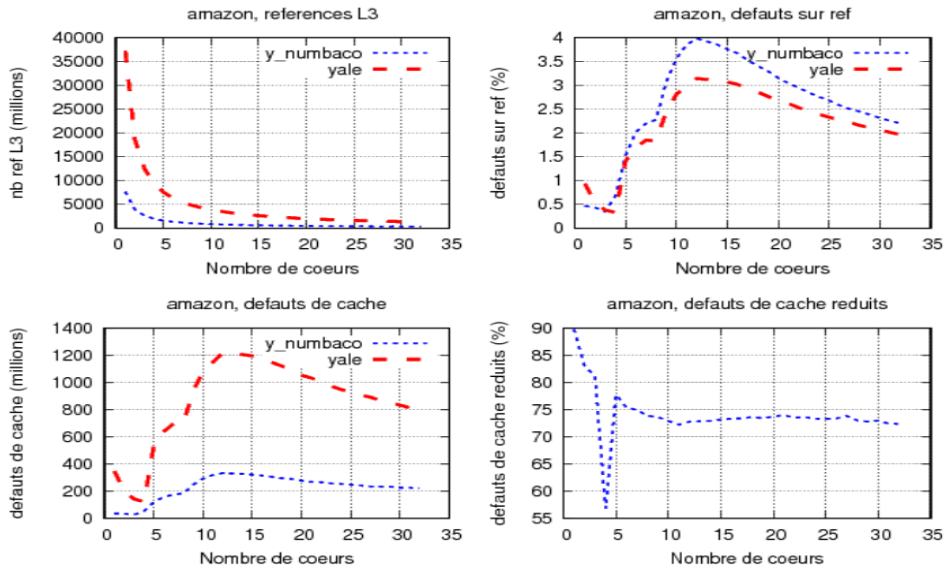 amazon, references L3
nb ref L3 (millions)
40000
35000
30000
25000
20000
15000
10000
5000
0
y_numbaco
yale
0 5 10 15 20 25 30 35
Nombre de coeurs
amazon, defauts sur ref
defauts sur ref (%)
4
3.5
3
2.5
2
1.5
1
0.5
0
y_numbaco
yale
0 5 10 15 20 25 30 35
Nombre de coeurs
amazon, defauts de cache
defauts de cache (millions)
1400
1200
1000
800
600
400
200
0
y_numbaco
yale
0 5 10 15 20 25 30 35
Nombre de coeurs
amazon, defauts de cache reduits
defauts de cache reduits (%)
90
85
80
75
70
65
60
55
0 5 10 15 20 25 30 35
Nombre de coeurs